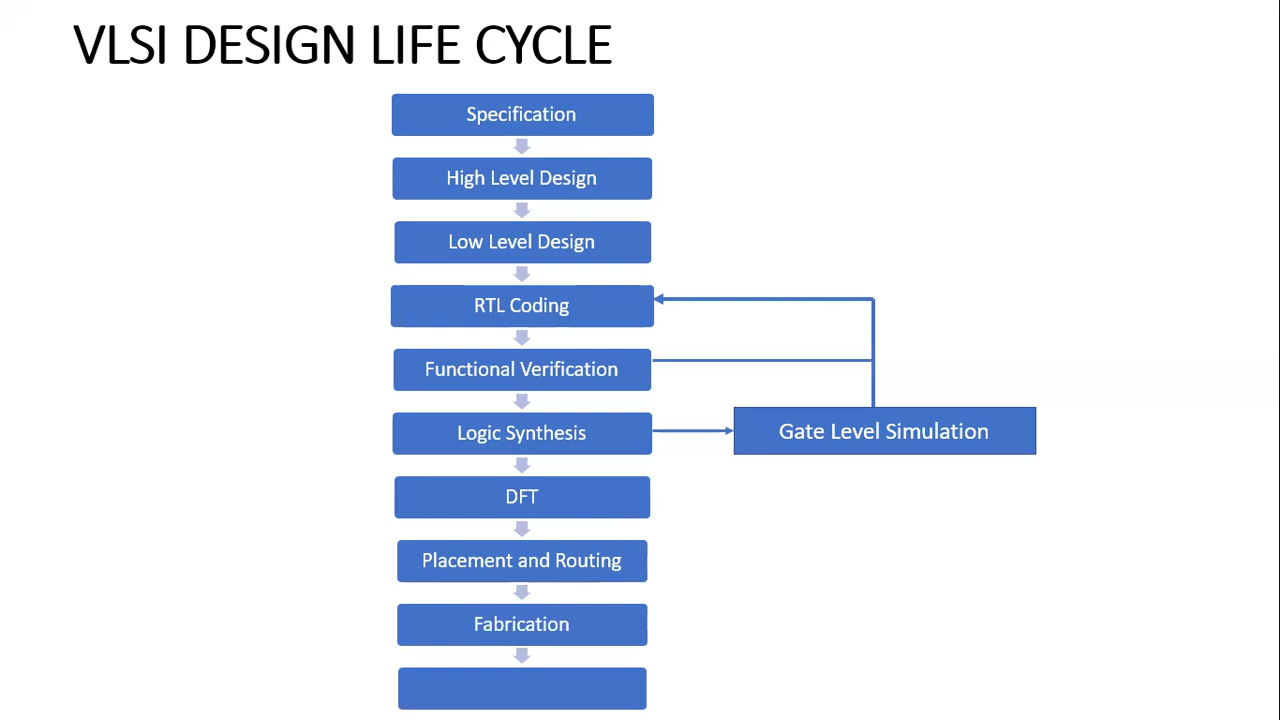 VLSI DESIGN LIFE CYCLE
Specification
High Level Design
Low Level Design
RTL Coding
Functional Verification
Logic Synthesis
Gate Level Simulation
DFT
Placement and Routing
Fabrication